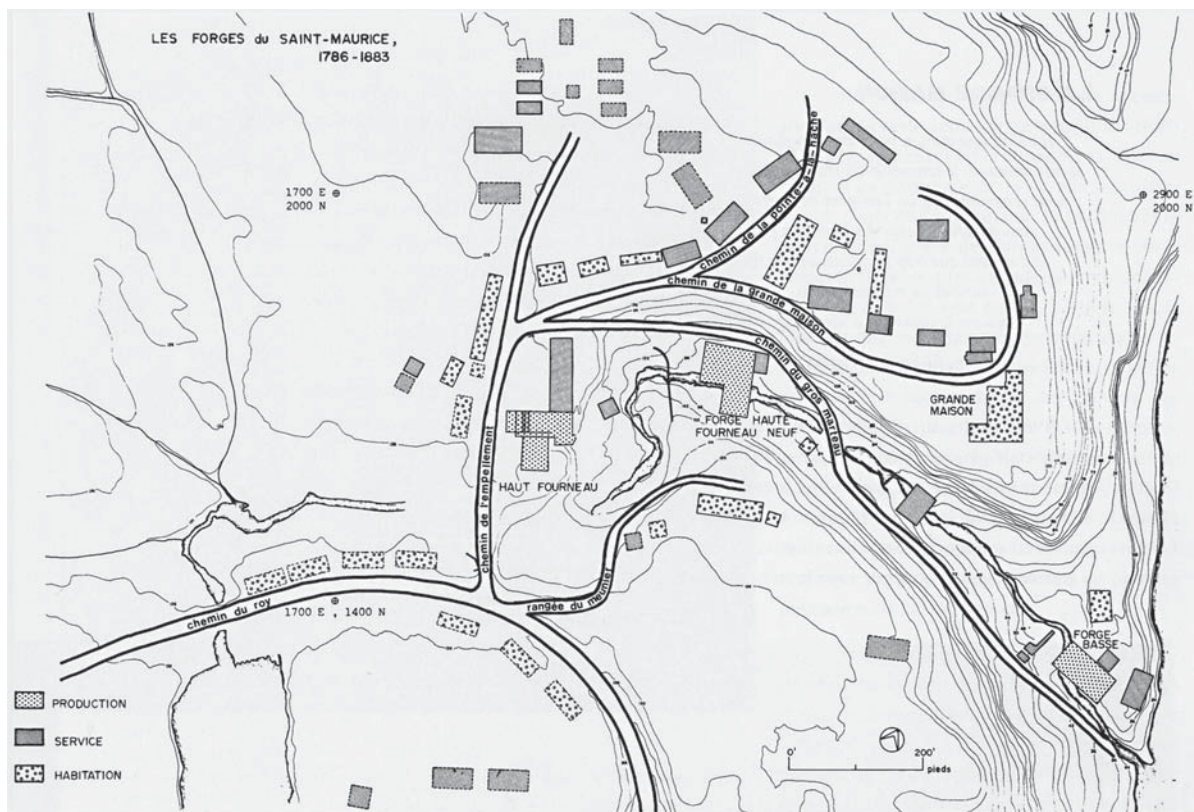 LES FORGES du SAINT-MAURICE,
1786-1883
1700 E
2000 N
2900 E
2000 N
chemin de la pointe-à-la-hache
chemin de la grande maison
chemin du gros marteau
GRANDE
MAISON
FORGE HAUTE
FOURNEAU NEUF
HAUT FOURNEAU
chemin de l'empellement
rangée du meunier
chemin du roy
1700 E, 1400 N
FORGE
BASSE
PRODUCTION
SERVICE
HABITATION
0'
200'
pieds